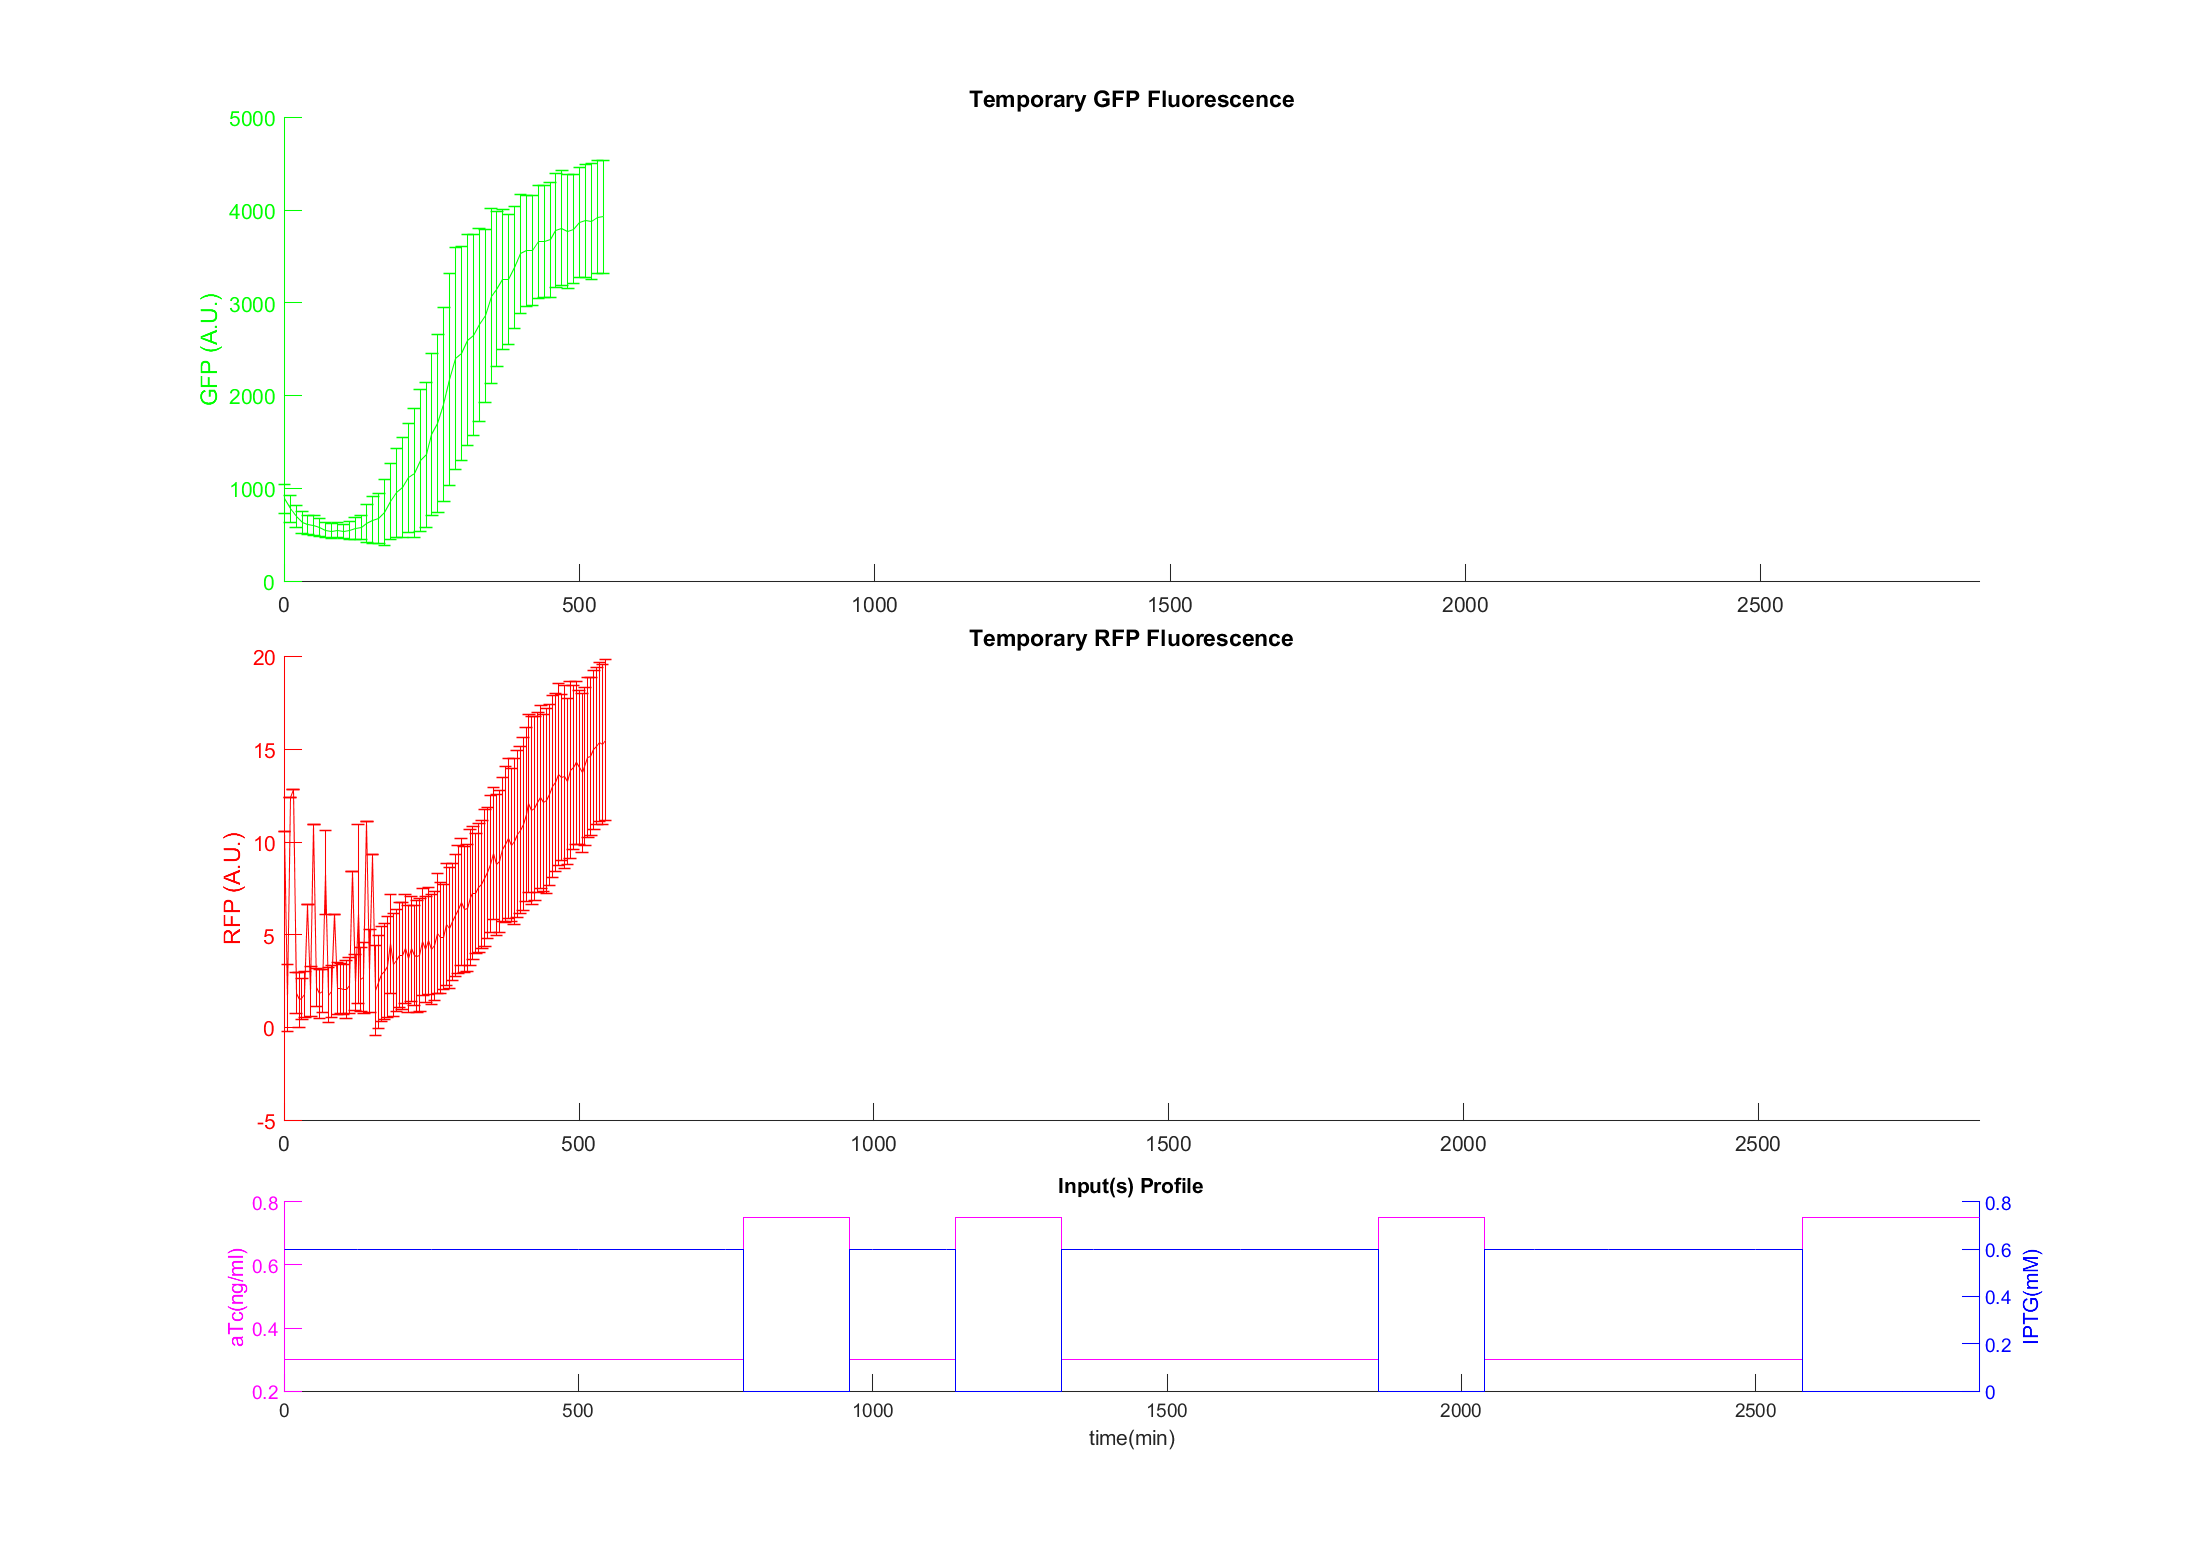 Temporary GFP Fluorescence
5000
4000
3000
2000
1000
0
GFP (A.U.)
0 500 1000 1500 2000 2500
Temporary RFP Fluorescence
20
15
10
5
0
-5
RFP (A.U.)
0 500 1000 1500 2000 2500
Input(s) Profile
0.8
0.6
0.4
0.2
aTc(ng/ml)
0.8
0.6
0.4
0.2
0
IPTG(mM)
0 500 1000 1500 2000 2500
time(min)